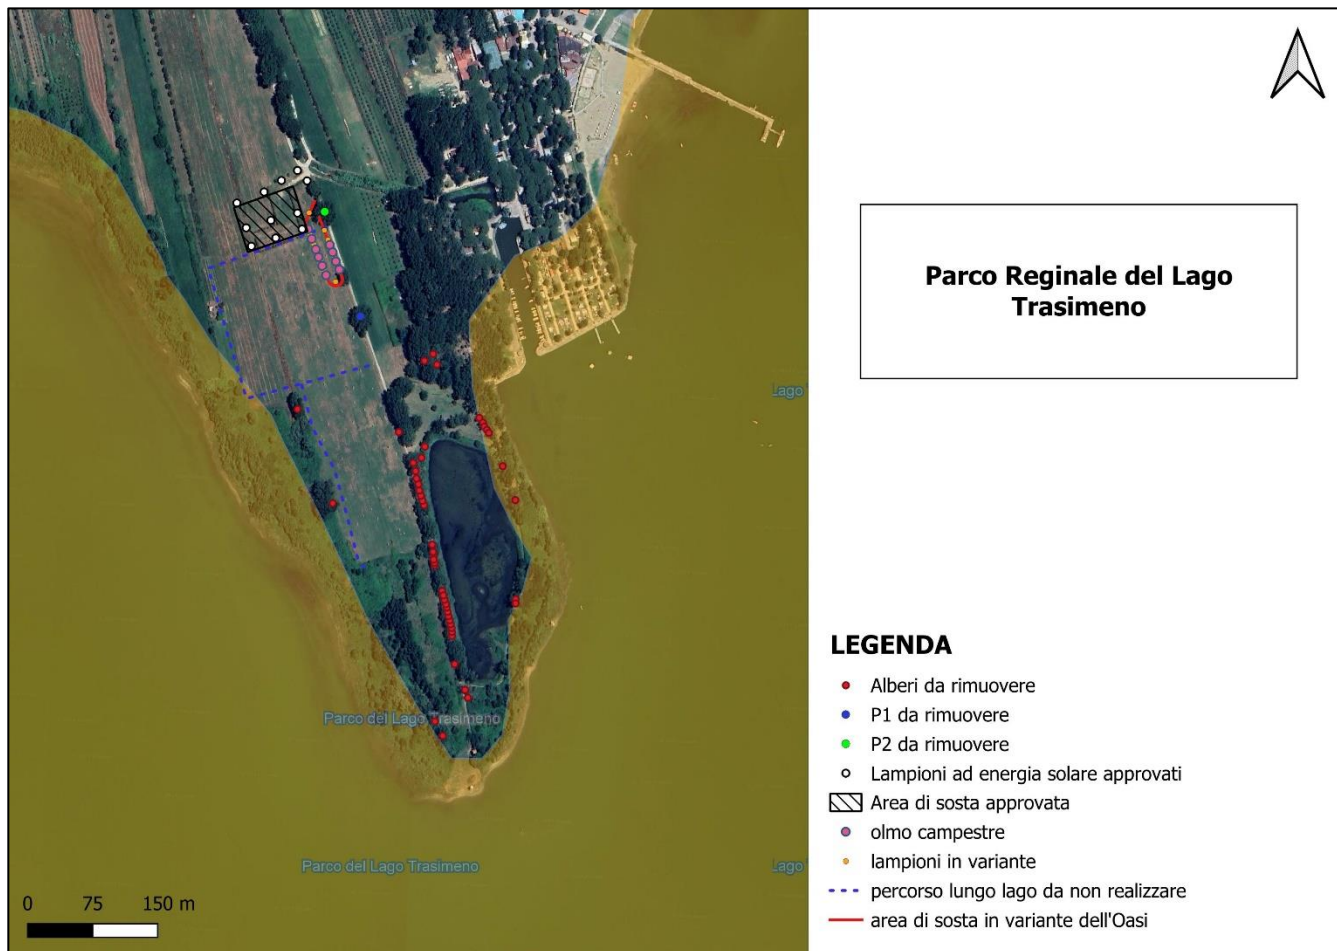 Parco Reginale del Lago
Trasimeno
Lago
Parco del Lago Trasimeno
Parco del Lago Trasimeno
Lago
0 75 150 m
LEGENDA
Alberi da rimuovere
P1 da rimuovere
P2 da rimuovere
Lampioni ad energia solare approvati
Area di sosta approvata
olmo campestre
lampioni in variante
percorso lungo lago da non realizzare
area di sosta in variante dell'Oasi